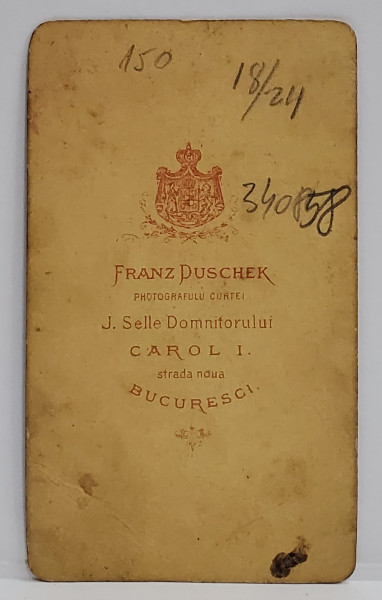 150
18/24
340858
FRANZ DUSCHEK
PHOTOGRAFULU CURTEI
J. Selle Domnitorului
CAROL I.
strada noua
BUCURESCI.